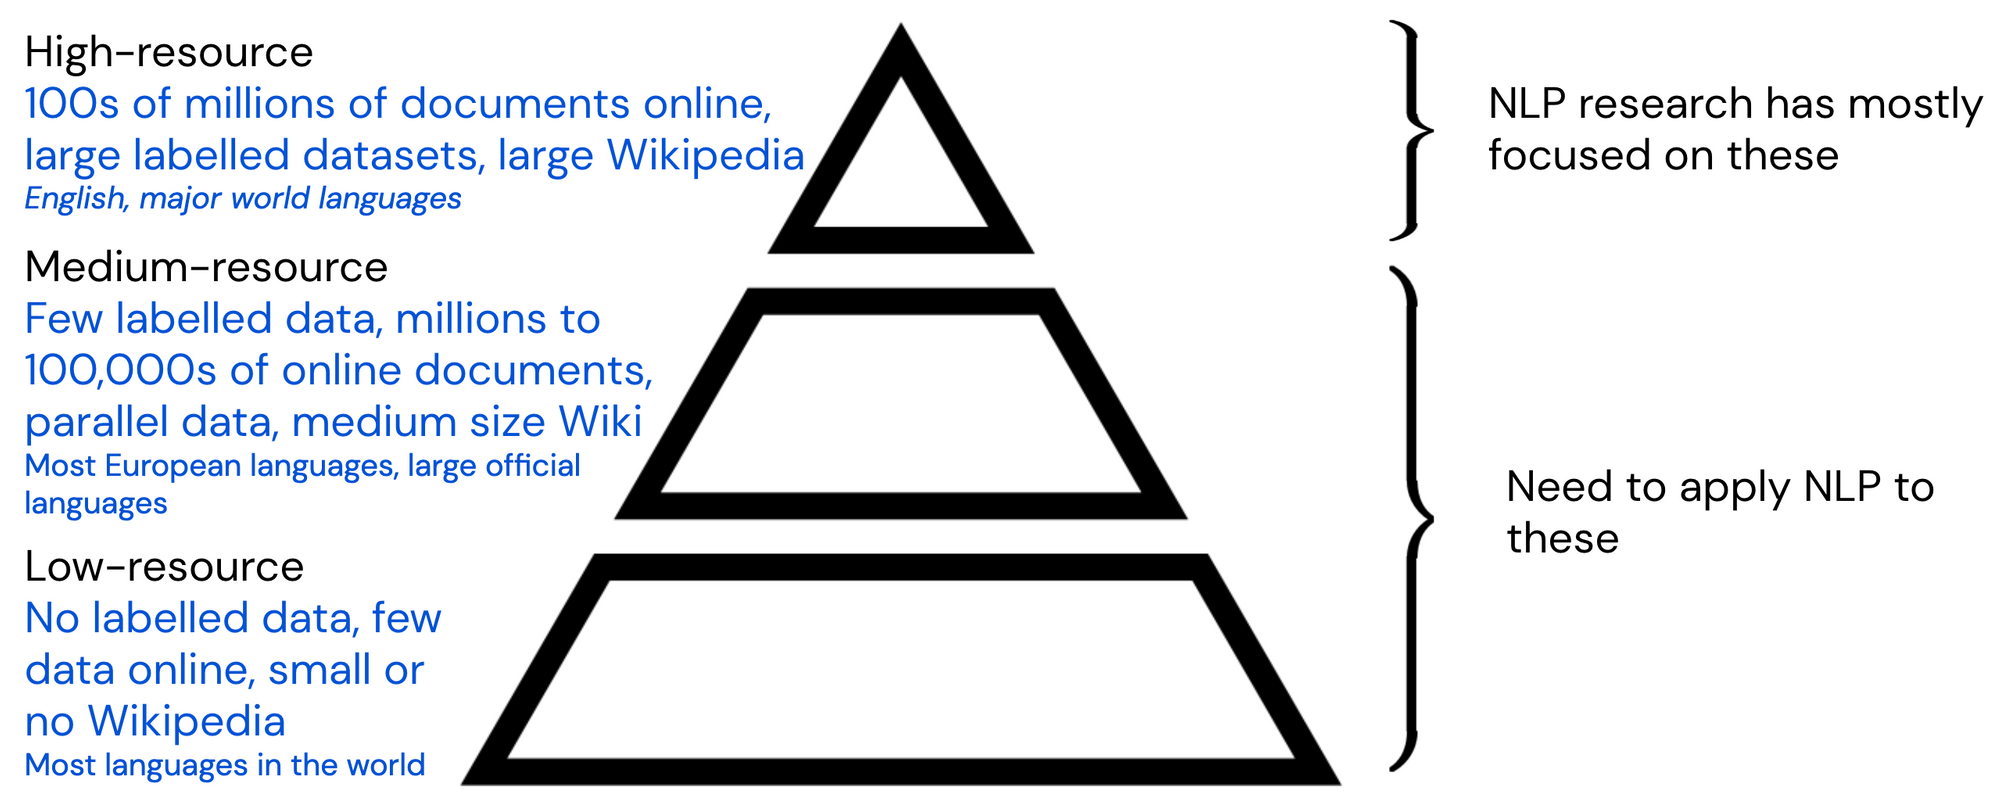 High-resource
100s of millions of documents online,
large labelled datasets, large Wikipedia
English, major world languages
NLP research has mostly
focused on these
Medium-resource
Few labelled data, millions to
100,000s of online documents,
parallel data, medium size Wiki
Most European languages, large official
languages
Need to apply NLP to
these
Low-resource
No labelled data, few
data online, small or
no Wikipedia
Most languages in the world